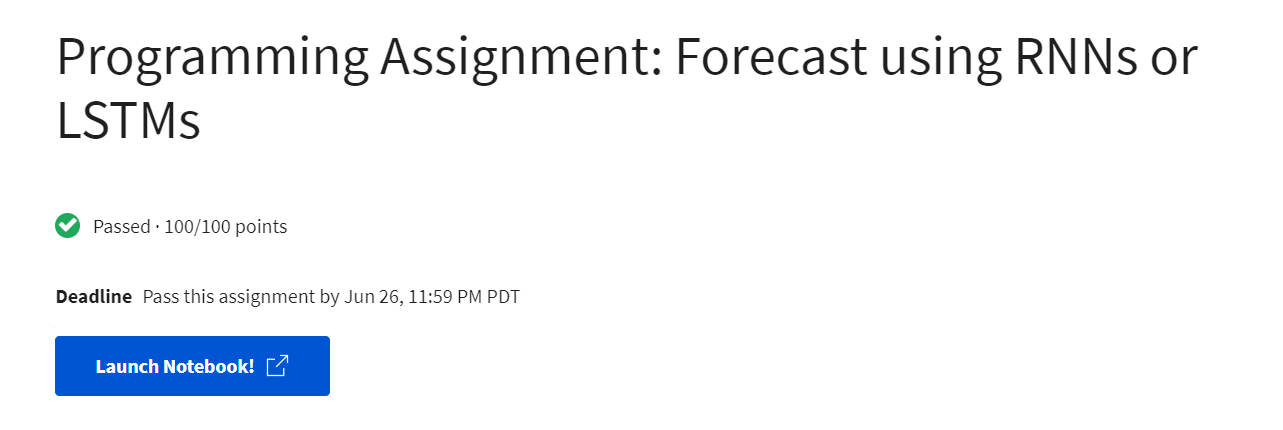 Programming Assignment: Forecast using RNNs or
LSTMs
Passed · 100/100 points
Deadline Pass this assignment by Jun 26, 11:59 PM PDT
Launch Notebook!